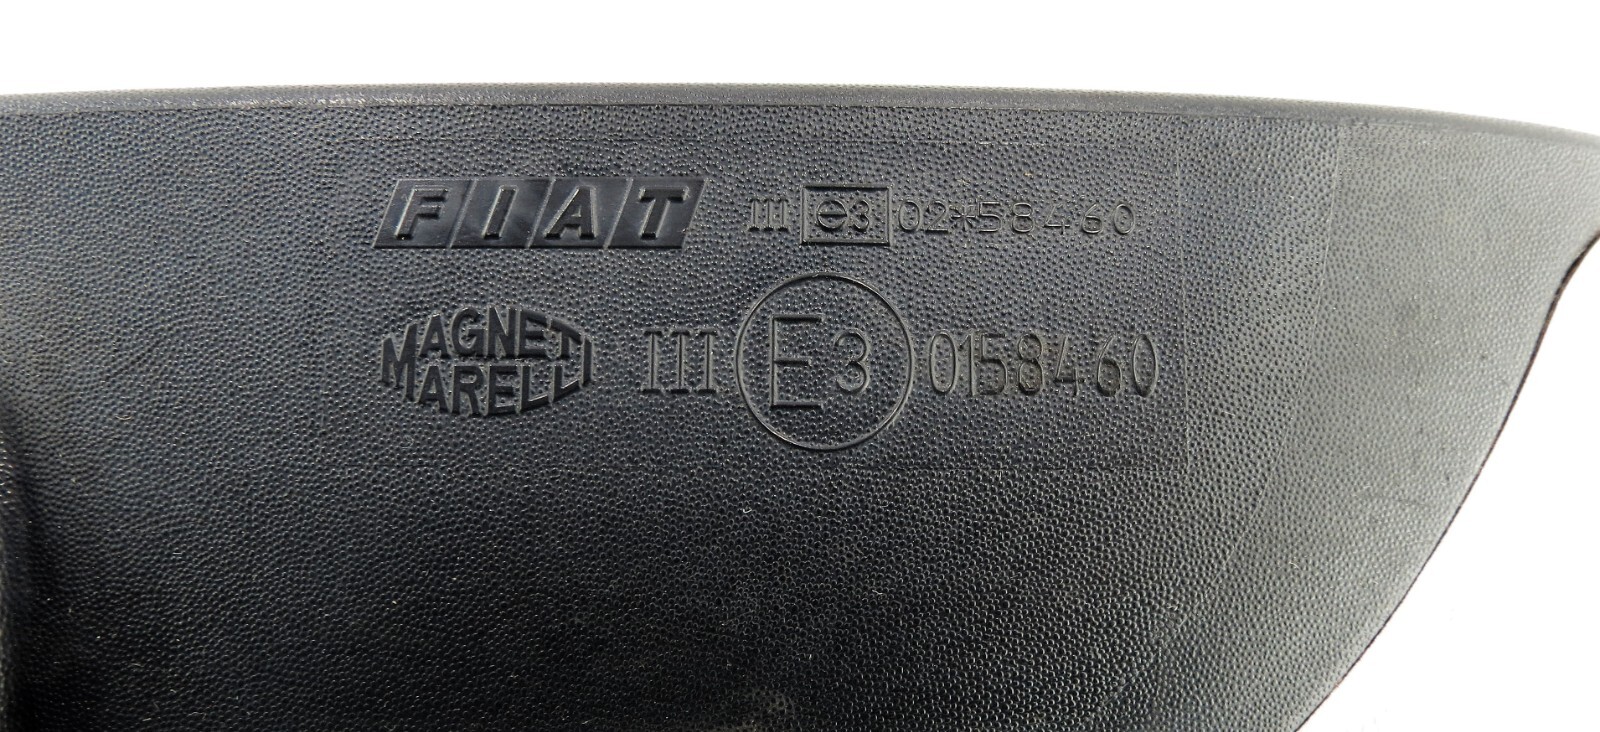 FIAT III e3 02*58460
MAGNETI
MARELLI III E3 0158460